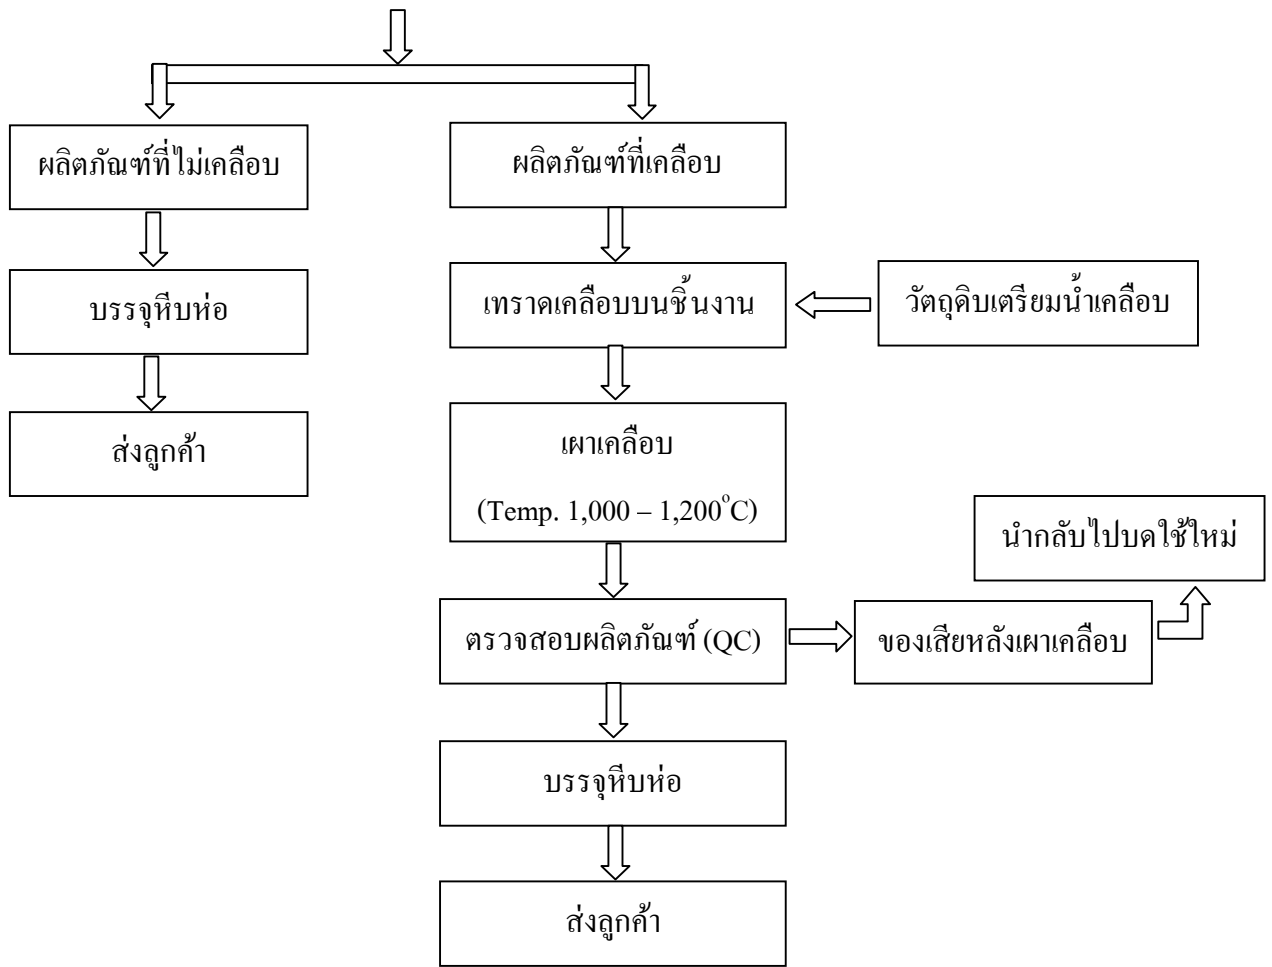 ผลิตภัณฑ์ที่ไม่เคลือบ
บรรจุหีบห่อ
ส่งลูกค้า
ผลิตภัณฑ์ที่เคลือบ
เทราดเคลือบบนชิ้นงาน
วัตถุดิบเตรียมน้ำเคลือบ
เผาเคลือบ
(Temp. 1,000 – 1,200°C)
นำกลับไปบดใช้ใหม่
ตรวจสอบผลิตภัณฑ์ (QC)
ของเสียหลังเผาเคลือบ
บรรจุหีบห่อ
ส่งลูกค้า